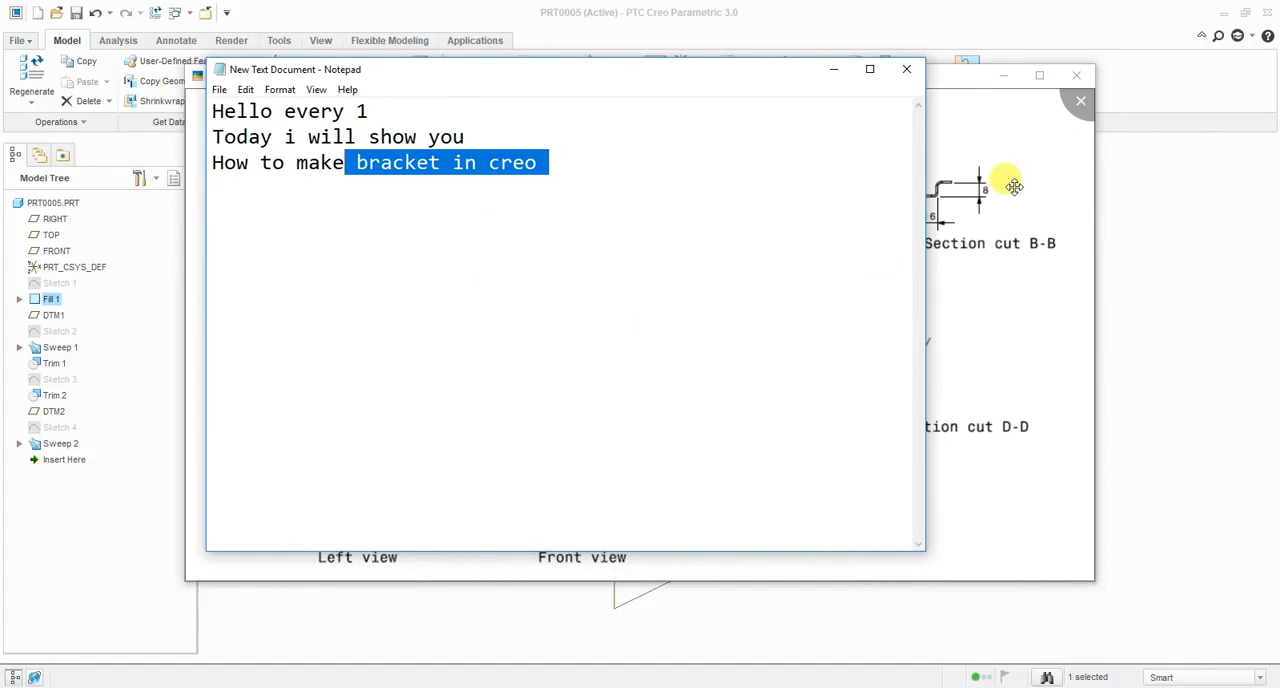 PRT0005 (Active) - PTC Creo Parametric 3.0
File Model Analysis Annotate Render Tools View Flexible Modeling Applications
Regenerate
Copy
Paste
Delete
User-Defined Fea
Copy Geom
Shrinkwrap
Operations
Get Data
Model Tree
PRT0005.PRT
RIGHT
TOP
FRONT
PRT_CSYS_DEF
Sketch 1
Fill 1
DTM1
Sketch 2
Sweep 1
Trim 1
Sketch 3
Trim 2
DTM2
Sketch 4
Sweep 2
Insert Here
New Text Document - Notepad
File Edit Format View Help
Hello every 1
Today i will show you
How to make bracket in creo
8
6
Section cut B-B
tion cut D-D
Left view
Front view
1 selected
Smart